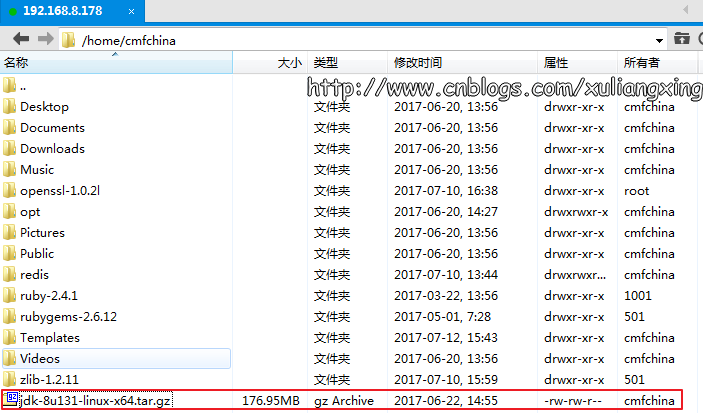 192.168.8.178 ×
/home/cmfchina
名称 大小 类型 修改时间 属性 所有者
http://www.cnblogs.com/xuliangxing
..
Desktop 文件夹 2017-06-20, 13:56 drwxr-xr-x cmfchina
Documents 文件夹 2017-06-20, 13:56 drwxr-xr-x cmfchina
Downloads 文件夹 2017-06-20, 13:56 drwxr-xr-x cmfchina
Music 文件夹 2017-06-20, 13:56 drwxr-xr-x cmfchina
openssl-1.0.2l 文件夹 2017-07-10, 16:38 drwxr-xr-x root
opt 文件夹 2017-06-20, 14:27 drwxrwxr-x cmfchina
Pictures 文件夹 2017-06-20, 13:56 drwxr-xr-x cmfchina
Public 文件夹 2017-06-20, 13:56 drwxr-xr-x cmfchina
redis 文件夹 2017-07-10, 13:44 drwxrwxr... cmfchina
ruby-2.4.1 文件夹 2017-03-22, 13:56 drwxr-xr-x 1001
rubygems-2.6.12 文件夹 2017-05-01, 7:28 drwxr-xr-x 501
Templates 文件夹 2017-07-12, 15:43 drwxr-xr-x cmfchina
Videos 文件夹 2017-06-20, 13:56 drwxr-xr-x cmfchina
zlib-1.2.11 文件夹 2017-07-10, 15:59 drwxr-xr-x 501
jdk-8u131-linux-x64.tar.gz 176.95MB gz Archive 2017-06-22, 14:55 -rw-rw-r-- cmfchina